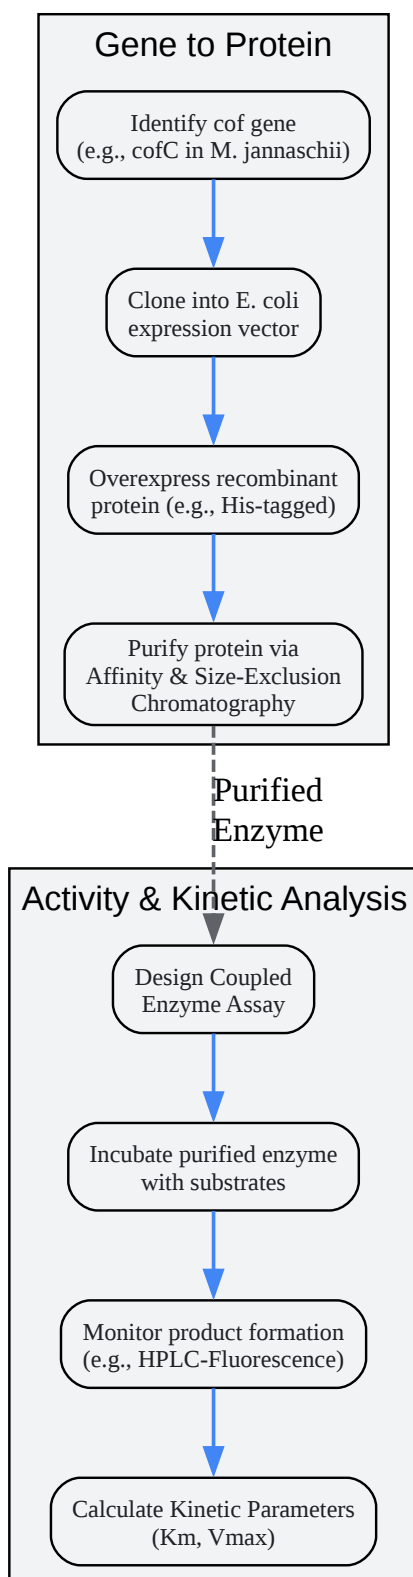 Gene to Protein
Identify cof gene
(e.g., cofC in M. jannaschii)
Clone into E. coli
expression vector
Overexpress recombinant
protein (e.g., His-tagged)
Purify protein via
Affinity & Size-Exclusion
Chromatography
Purified
Enzyme
Activity & Kinetic Analysis
Design Coupled
Enzyme Assay
Incubate purified enzyme
with substrates
Monitor product formation
(e.g., HPLC-Fluorescence)
Calculate Kinetic Parameters
(Km, Vmax)